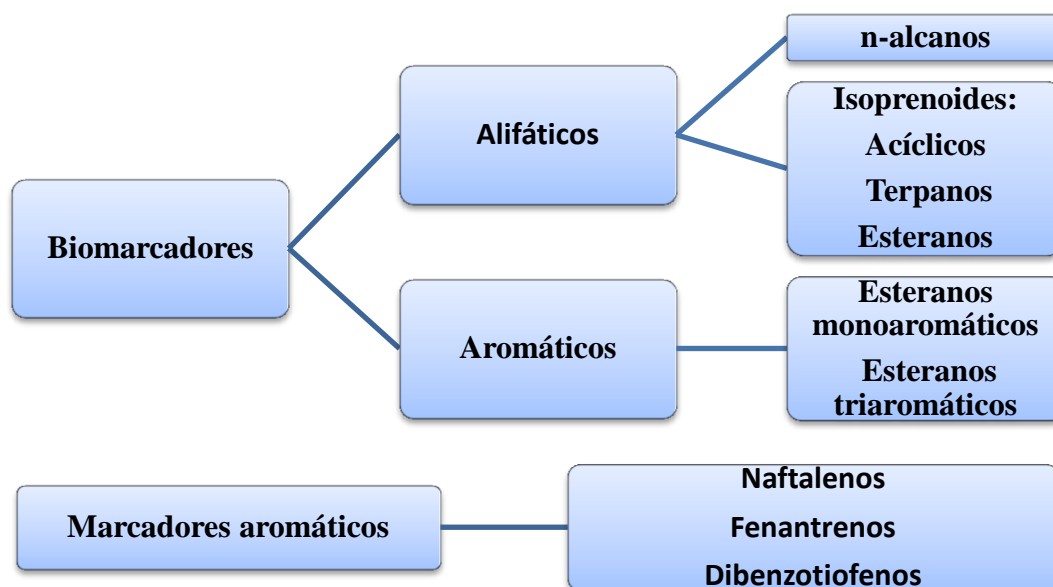 n-alcanos
Alifáticos
Isoprenoides:
Acíclicos
Terpanos
Esteranos
Biomarcadores
Aromáticos
Esteranos
monoaromáticos
Esteranos
triaromáticos
Marcadores aromáticos
Naftalenos
Fenantrenos
Dibenzotiofenos